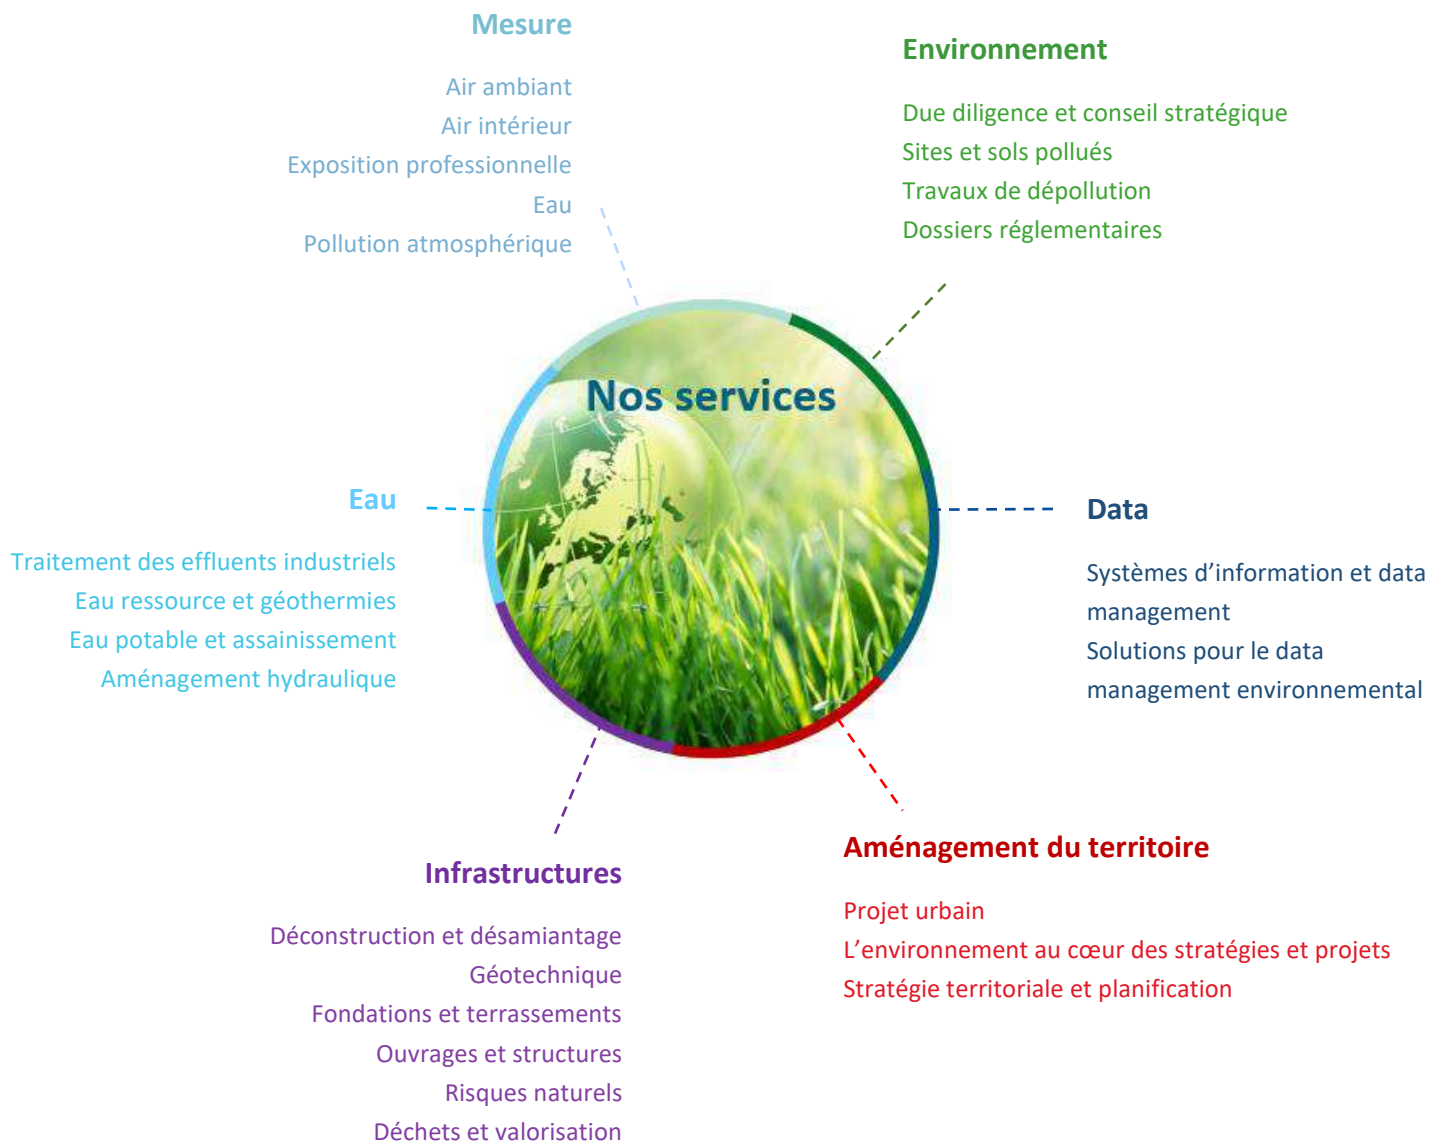 Mesure
Air ambiant
Air intérieur
Exposition professionnelle
Eau
Pollution atmosphérique
Environnement
Due diligence et conseil stratégique
Sites et sols pollués
Travaux de dépollution
Dossiers réglementaires
Nos services
Eau
Traitement des effluents industriels
Eau ressource et géothermies
Eau potable et assainissement
Aménagement hydraulique
Data
Systèmes d’information et data
management
Solutions pour le data
management environnemental
Infrastructures
Déconstruction et désamiantage
Géotechnique
Fondations et terrassements
Ouvrages et structures
Risques naturels
Déchets et valorisation
Aménagement du territoire
Projet urbain
L’environnement au cœur des stratégies et projets
Stratégie territoriale et planification